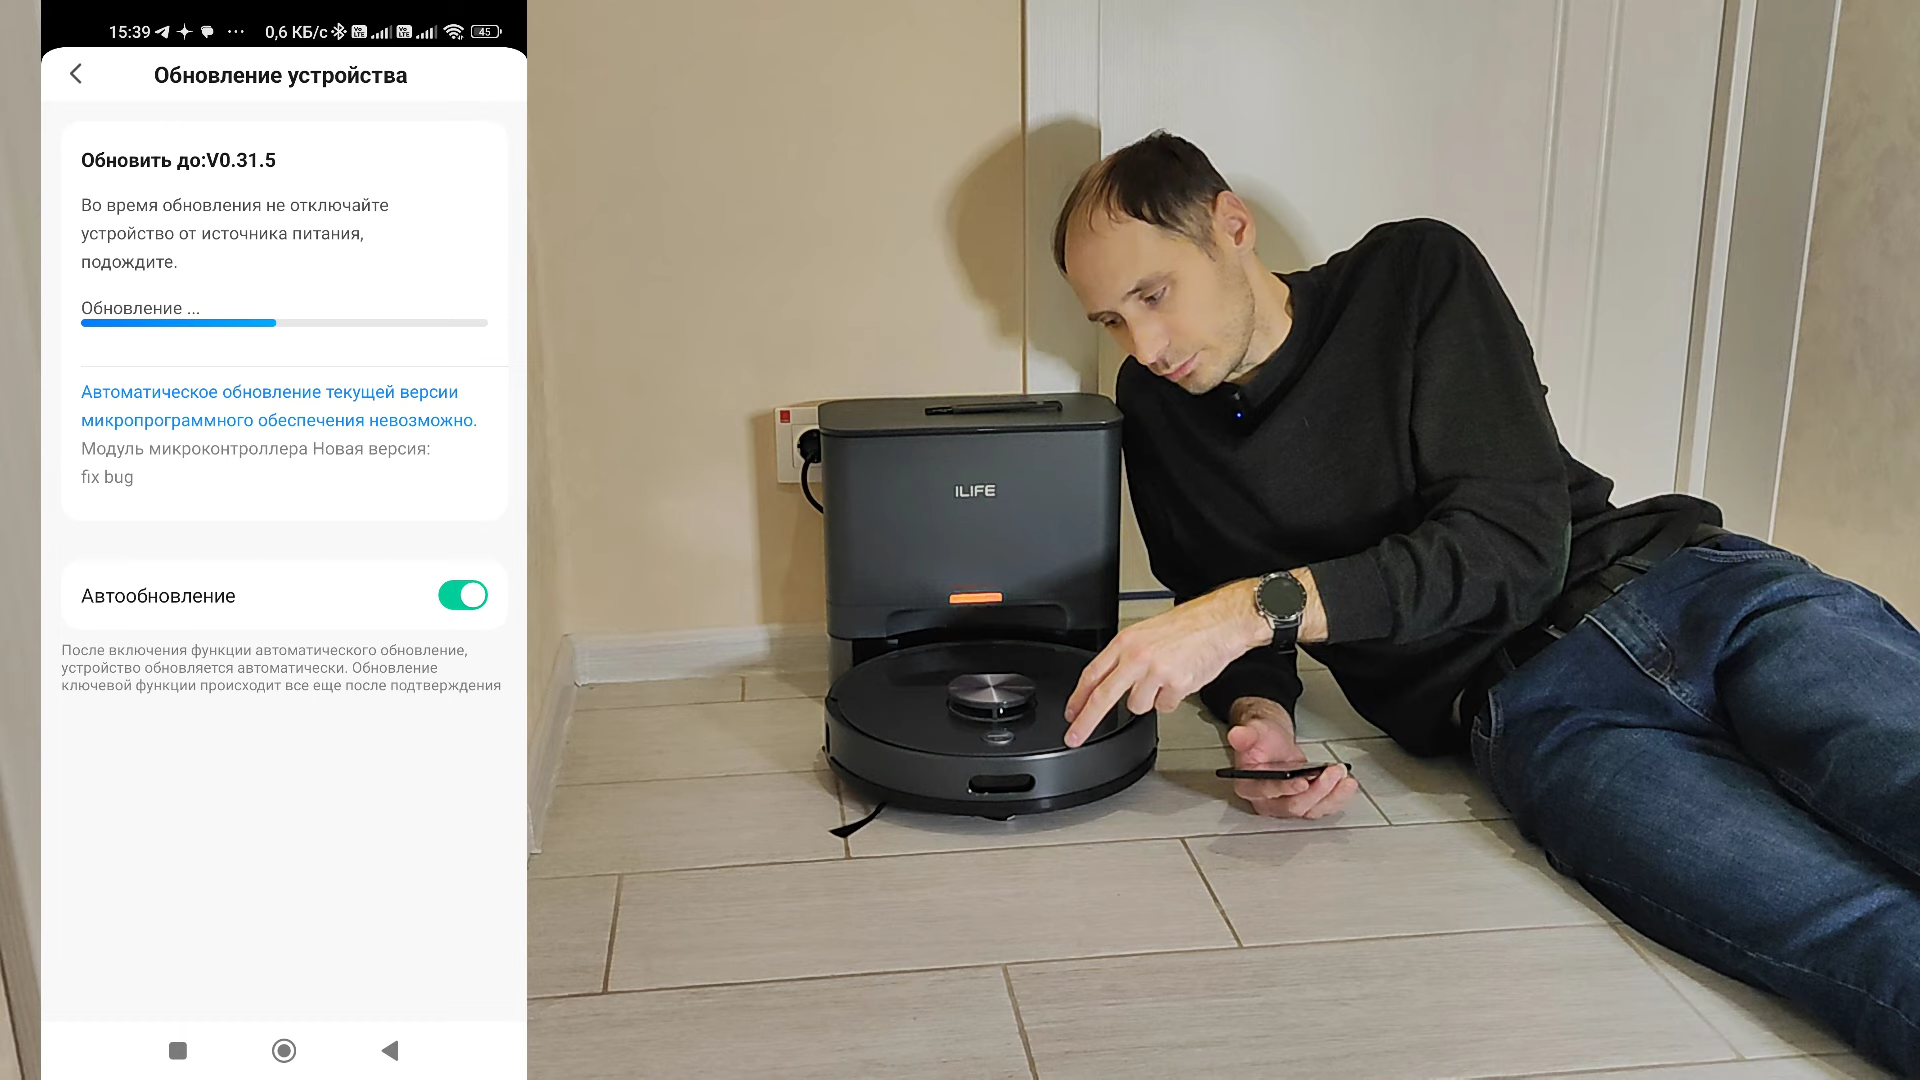 15:39
0,6 КБ/с
45
Обновление устройства
Обновить до:V0.31.5
Во время обновления не отключайте
устройство от источника питания,
подождите.
Обновление ...
Автоматическое обновление текущей версии
микропрограммного обеспечения невозможно.
Модуль микроконтроллера Новая версия:
fix bug
Автообновление
После включения функции автоматического обновление,
устройство обновляется автоматически. Обновление
ключевой функции происходит все еще после подтверждения
ILIFE